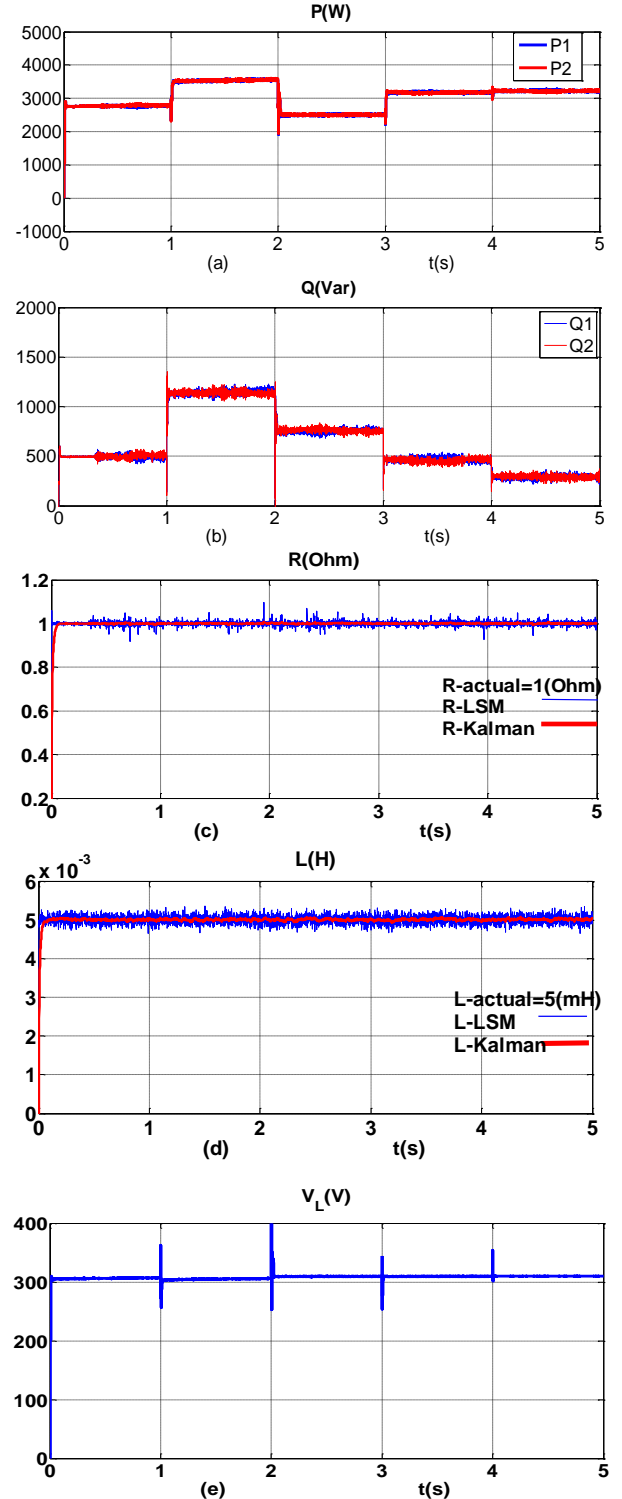 P(W)
5000
4000
3000
2000
1000
0
-1000
P1
P2
0 1 2 3 4 5
(a) t(s)
Q(Var)
2000
1500
1000
500
0
Q1
Q2
0 1 2 3 4 5
(b) t(s)
R(Ohm)
1.2
1
0.8
0.6
0.4
0.2
R-actual=1(Ohm)
R-LSM
R-Kalman
0 1 2 3 4 5
(c) t(s)
L(H)
x 10-3
6
5
4
3
2
1
0
L-actual=5(mH)
L-LSM
L-Kalman
0 1 2 3 4 5
(d) t(s)
V_L(V)
400
300
200
100
0
0 1 2 3 4 5
(e) t(s)